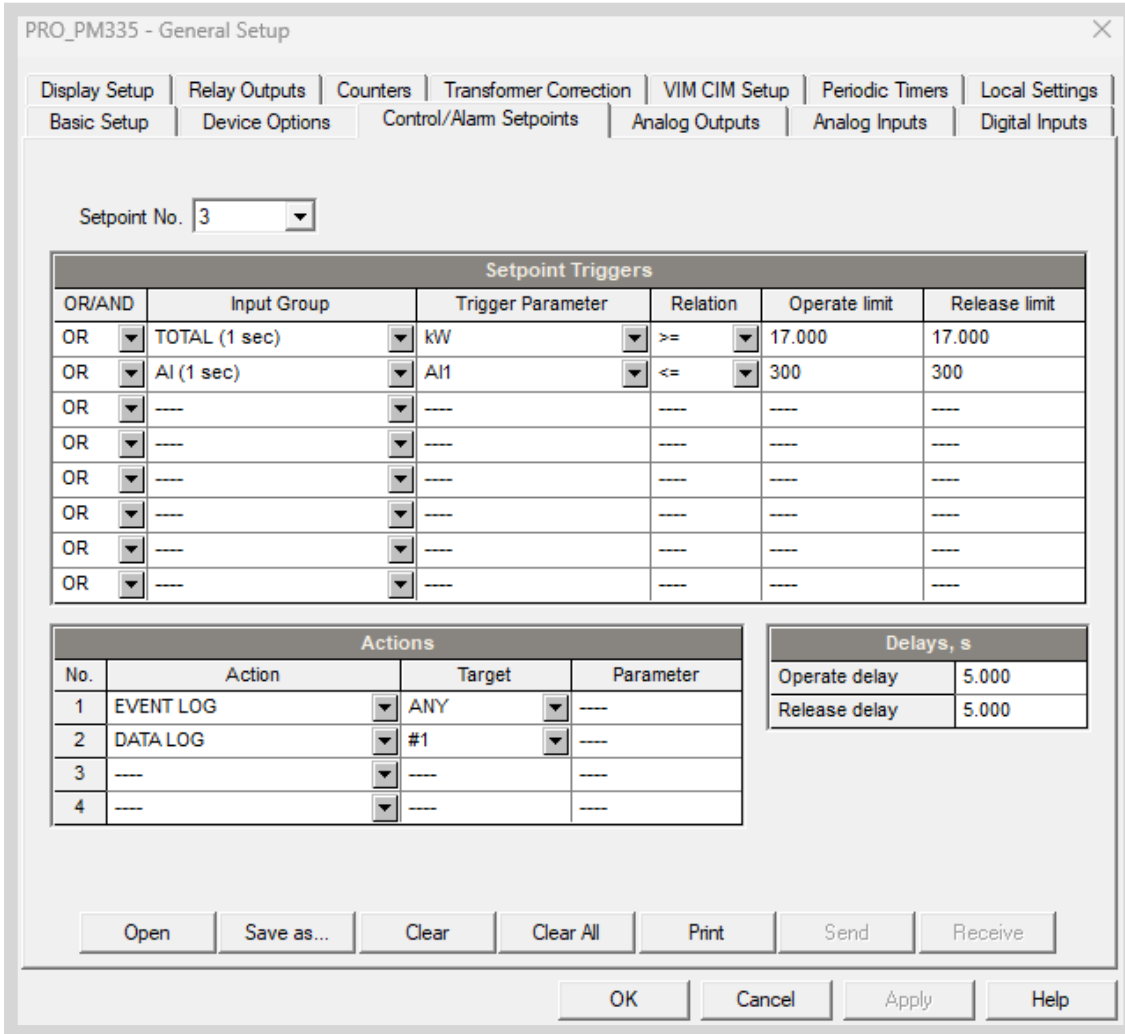 PRO_PM335 - General Setup
Display Setup Relay Outputs Counters Transformer Correction VIM CIM Setup Periodic Timers Local Settings
Basic Setup Device Options Control/Alarm Setpoints Analog Outputs Analog Inputs Digital Inputs
Setpoint No. 3
Setpoint Triggers
OR/AND Input Group Trigger Parameter Relation Operate limit Release limit
OR TOTAL (1 sec) kW >= 17.000 17.000
OR AI (1 sec) AI1 <= 300 300
OR ---- ---- ---- ---- ----
OR ---- ---- ---- ---- ----
OR ---- ---- ---- ---- ----
OR ---- ---- ---- ---- ----
OR ---- ---- ---- ---- ----
OR ---- ---- ---- ---- ----
Actions
No. Action Target Parameter
1 EVENT LOG ANY ----
2 DATA LOG #1 ----
3 ---- ---- ----
4 ---- ---- ----
Delays, s
Operate delay 5.000
Release delay 5.000
Open Save as... Clear Clear All Print Send Receive
OK Cancel Apply Help